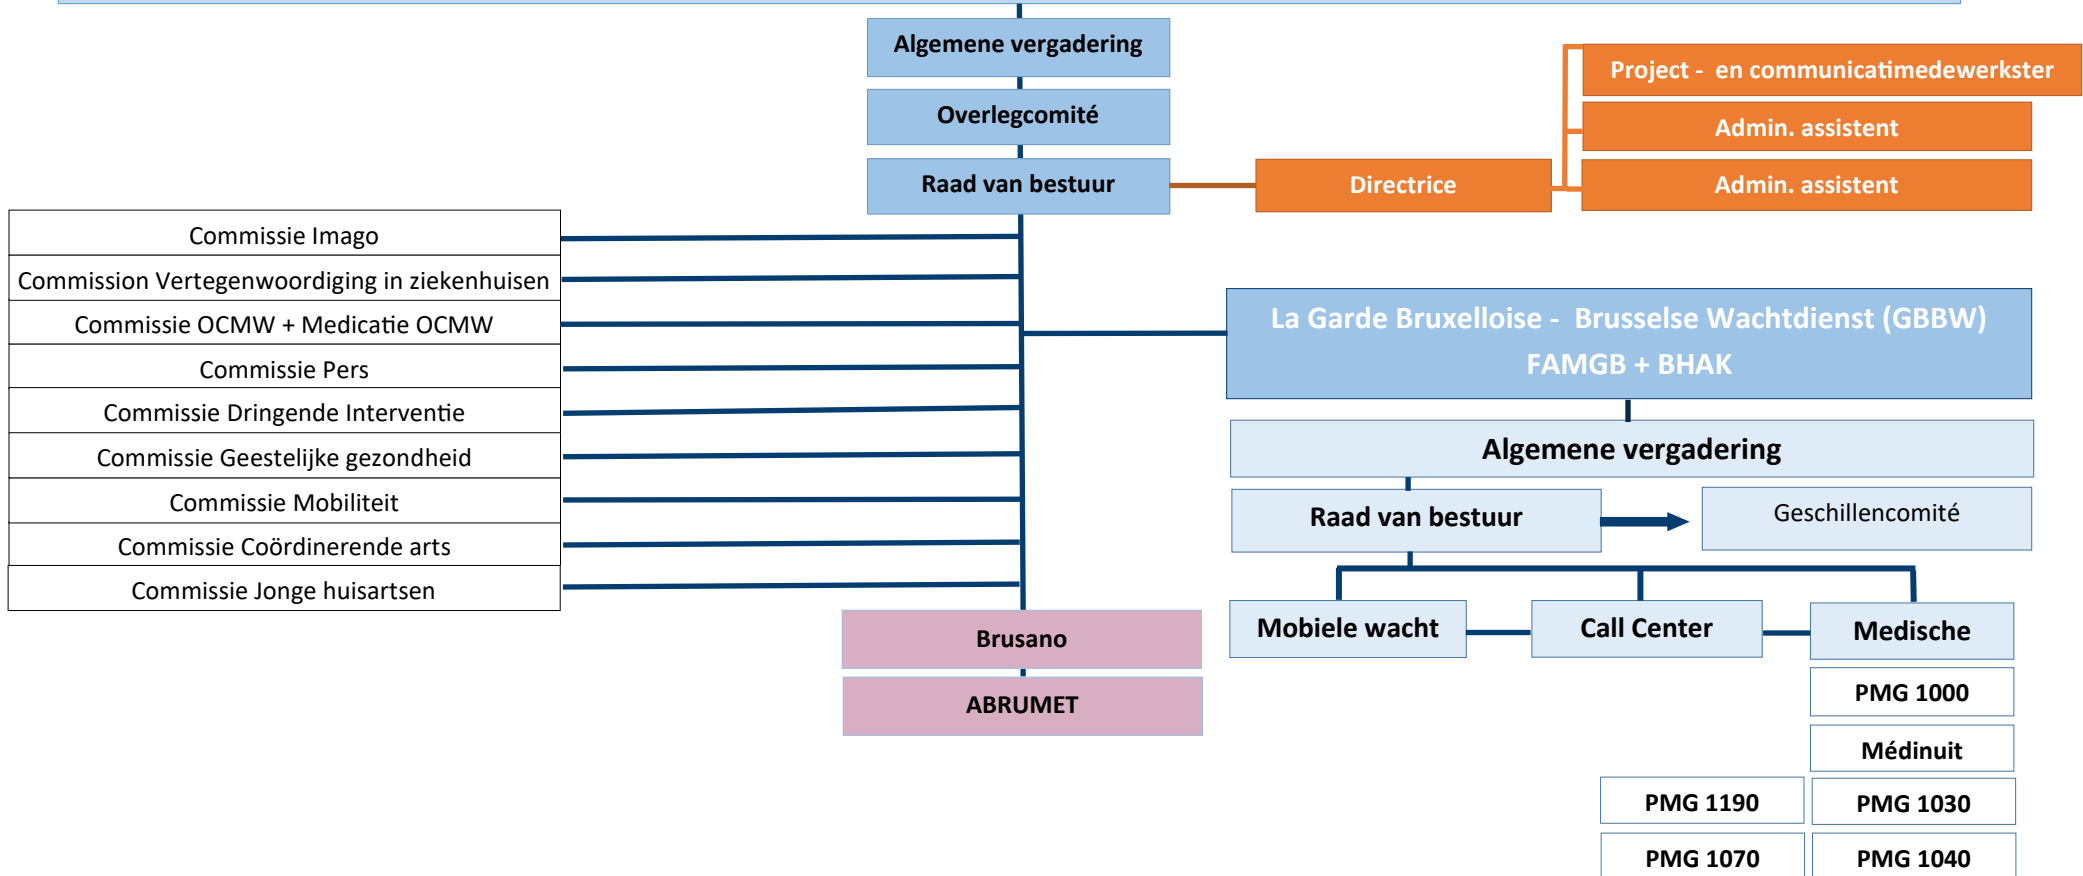 Algemene vergadering
Overlegcomité
Raad van bestuur
Directrice
Project - en communicatimedewerkster
Admin. assistent
Admin. assistent
Commissie Imago
Commission Vertegenwoordiging in ziekenhuisen
Commissie OCMW + Medicatie OCMW
Commissie Pers
Commissie Dringende Interventie
Commissie Geestelijke gezondheid
Commissie Mobiliteit
Commissie Coördinerende arts
Commissie Jonge huisartsen
Brusano
ABRUMET
La Garde Bruxelloise - Brusselse Wachtdienst (GBBW)
FAMGB + BHAK
Algemene vergadering
Raad van bestuur
Geschillencomité
Mobiele wacht
Call Center
Medische
PMG 1000
Médinuit
PMG 1190
PMG 1030
PMG 1070
PMG 1040